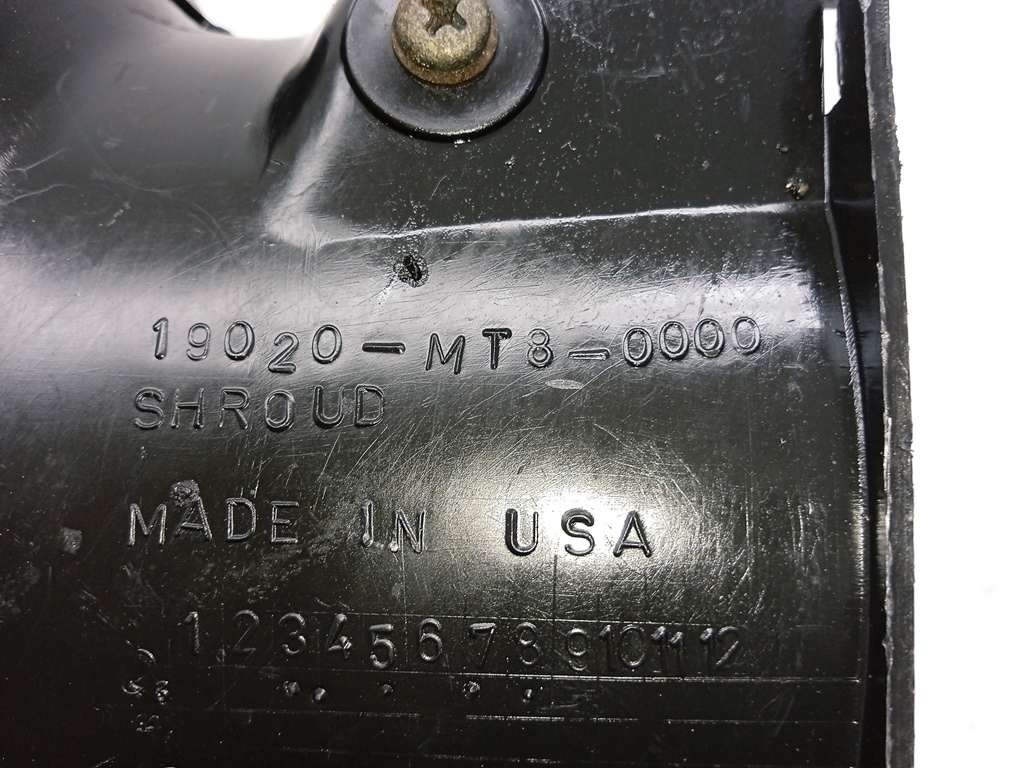 19020-MT8-0000
SHROUD
MADE IN USA
1 2 3 4 5 6 7 8 9 10 11 12